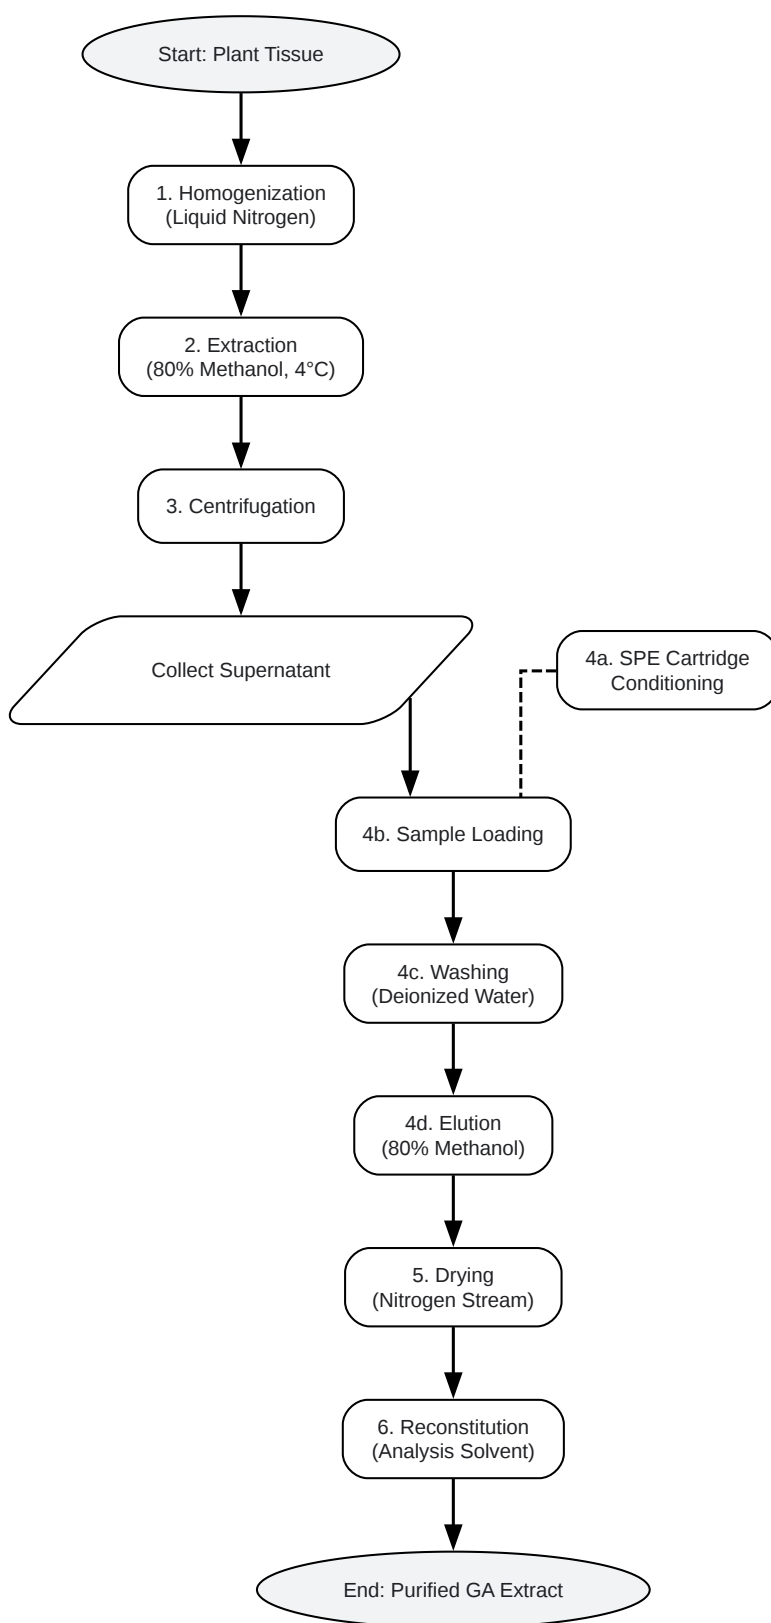 Start: Plant Tissue
1. Homogenization
(Liquid Nitrogen)
2. Extraction
(80% Methanol, 4°C)
3. Centrifugation
Collect Supernatant
4a. SPE Cartridge
Conditioning
4b. Sample Loading
4c. Washing
(Deionized Water)
4d. Elution
(80% Methanol)
5. Drying
(Nitrogen Stream)
6. Reconstitution
(Analysis Solvent)
End: Purified GA Extract